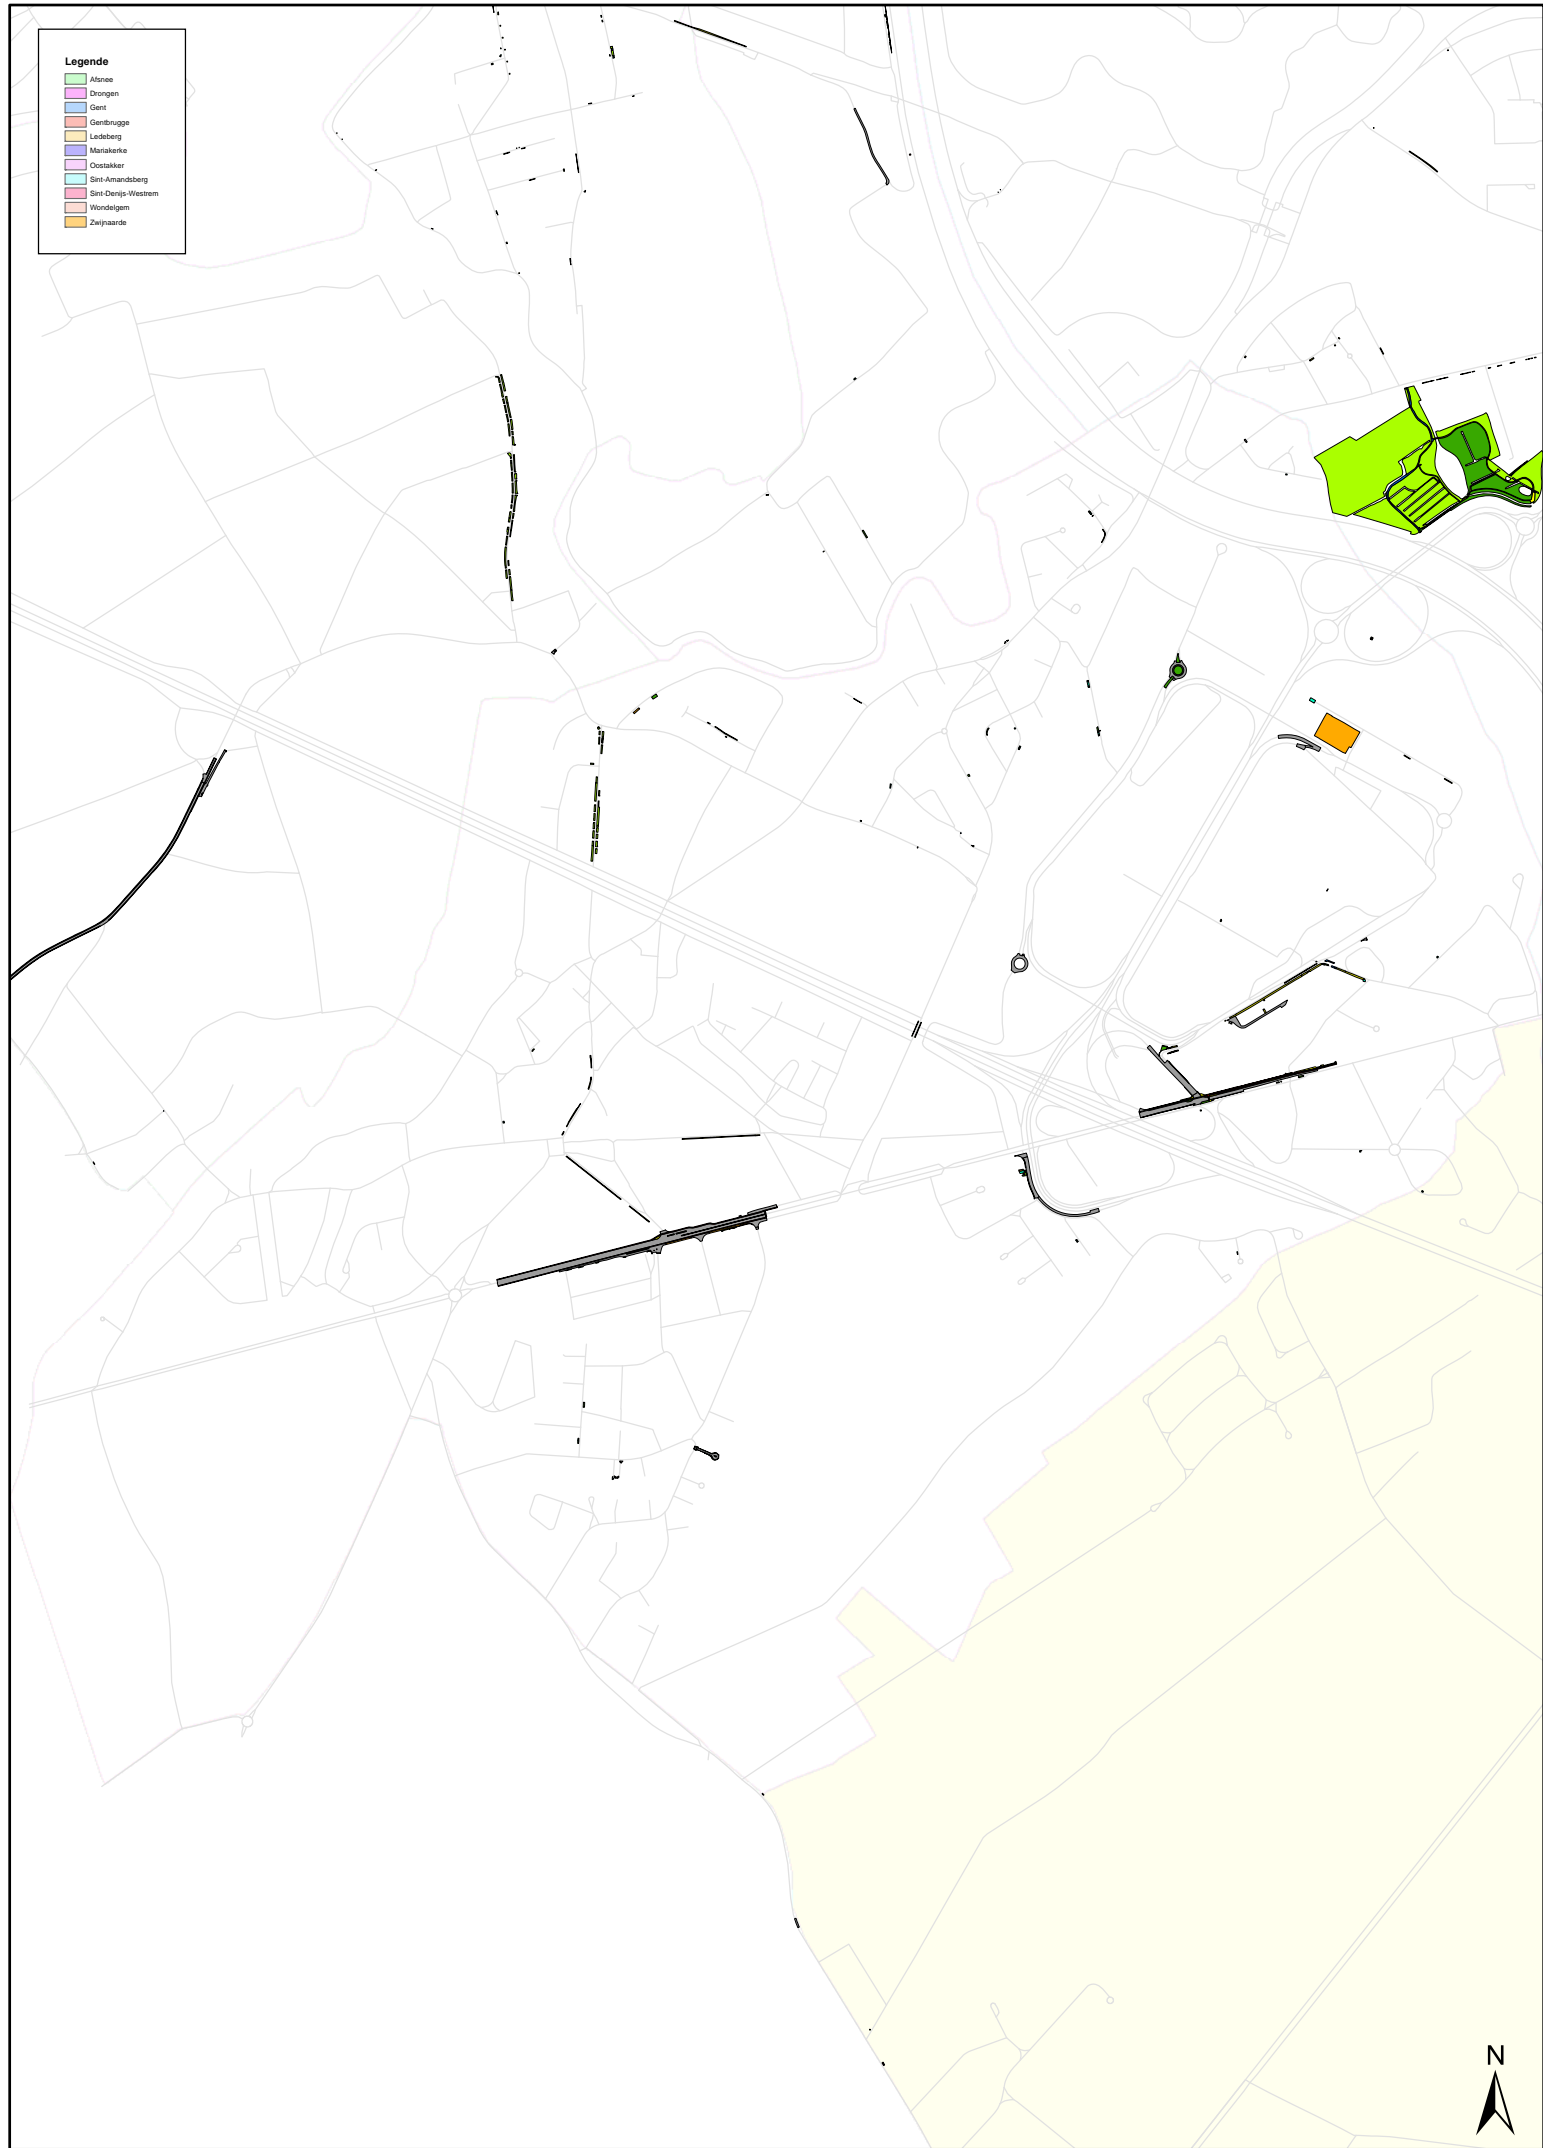 Legende
Afsnee
Drongen
Gent
Gentbrugge
Ledeberg
Mariakerke
Oostakker
Sint-Amandsberg
Sint-Denijs-Westrem
Wondelgem
Zwijnaarde
N